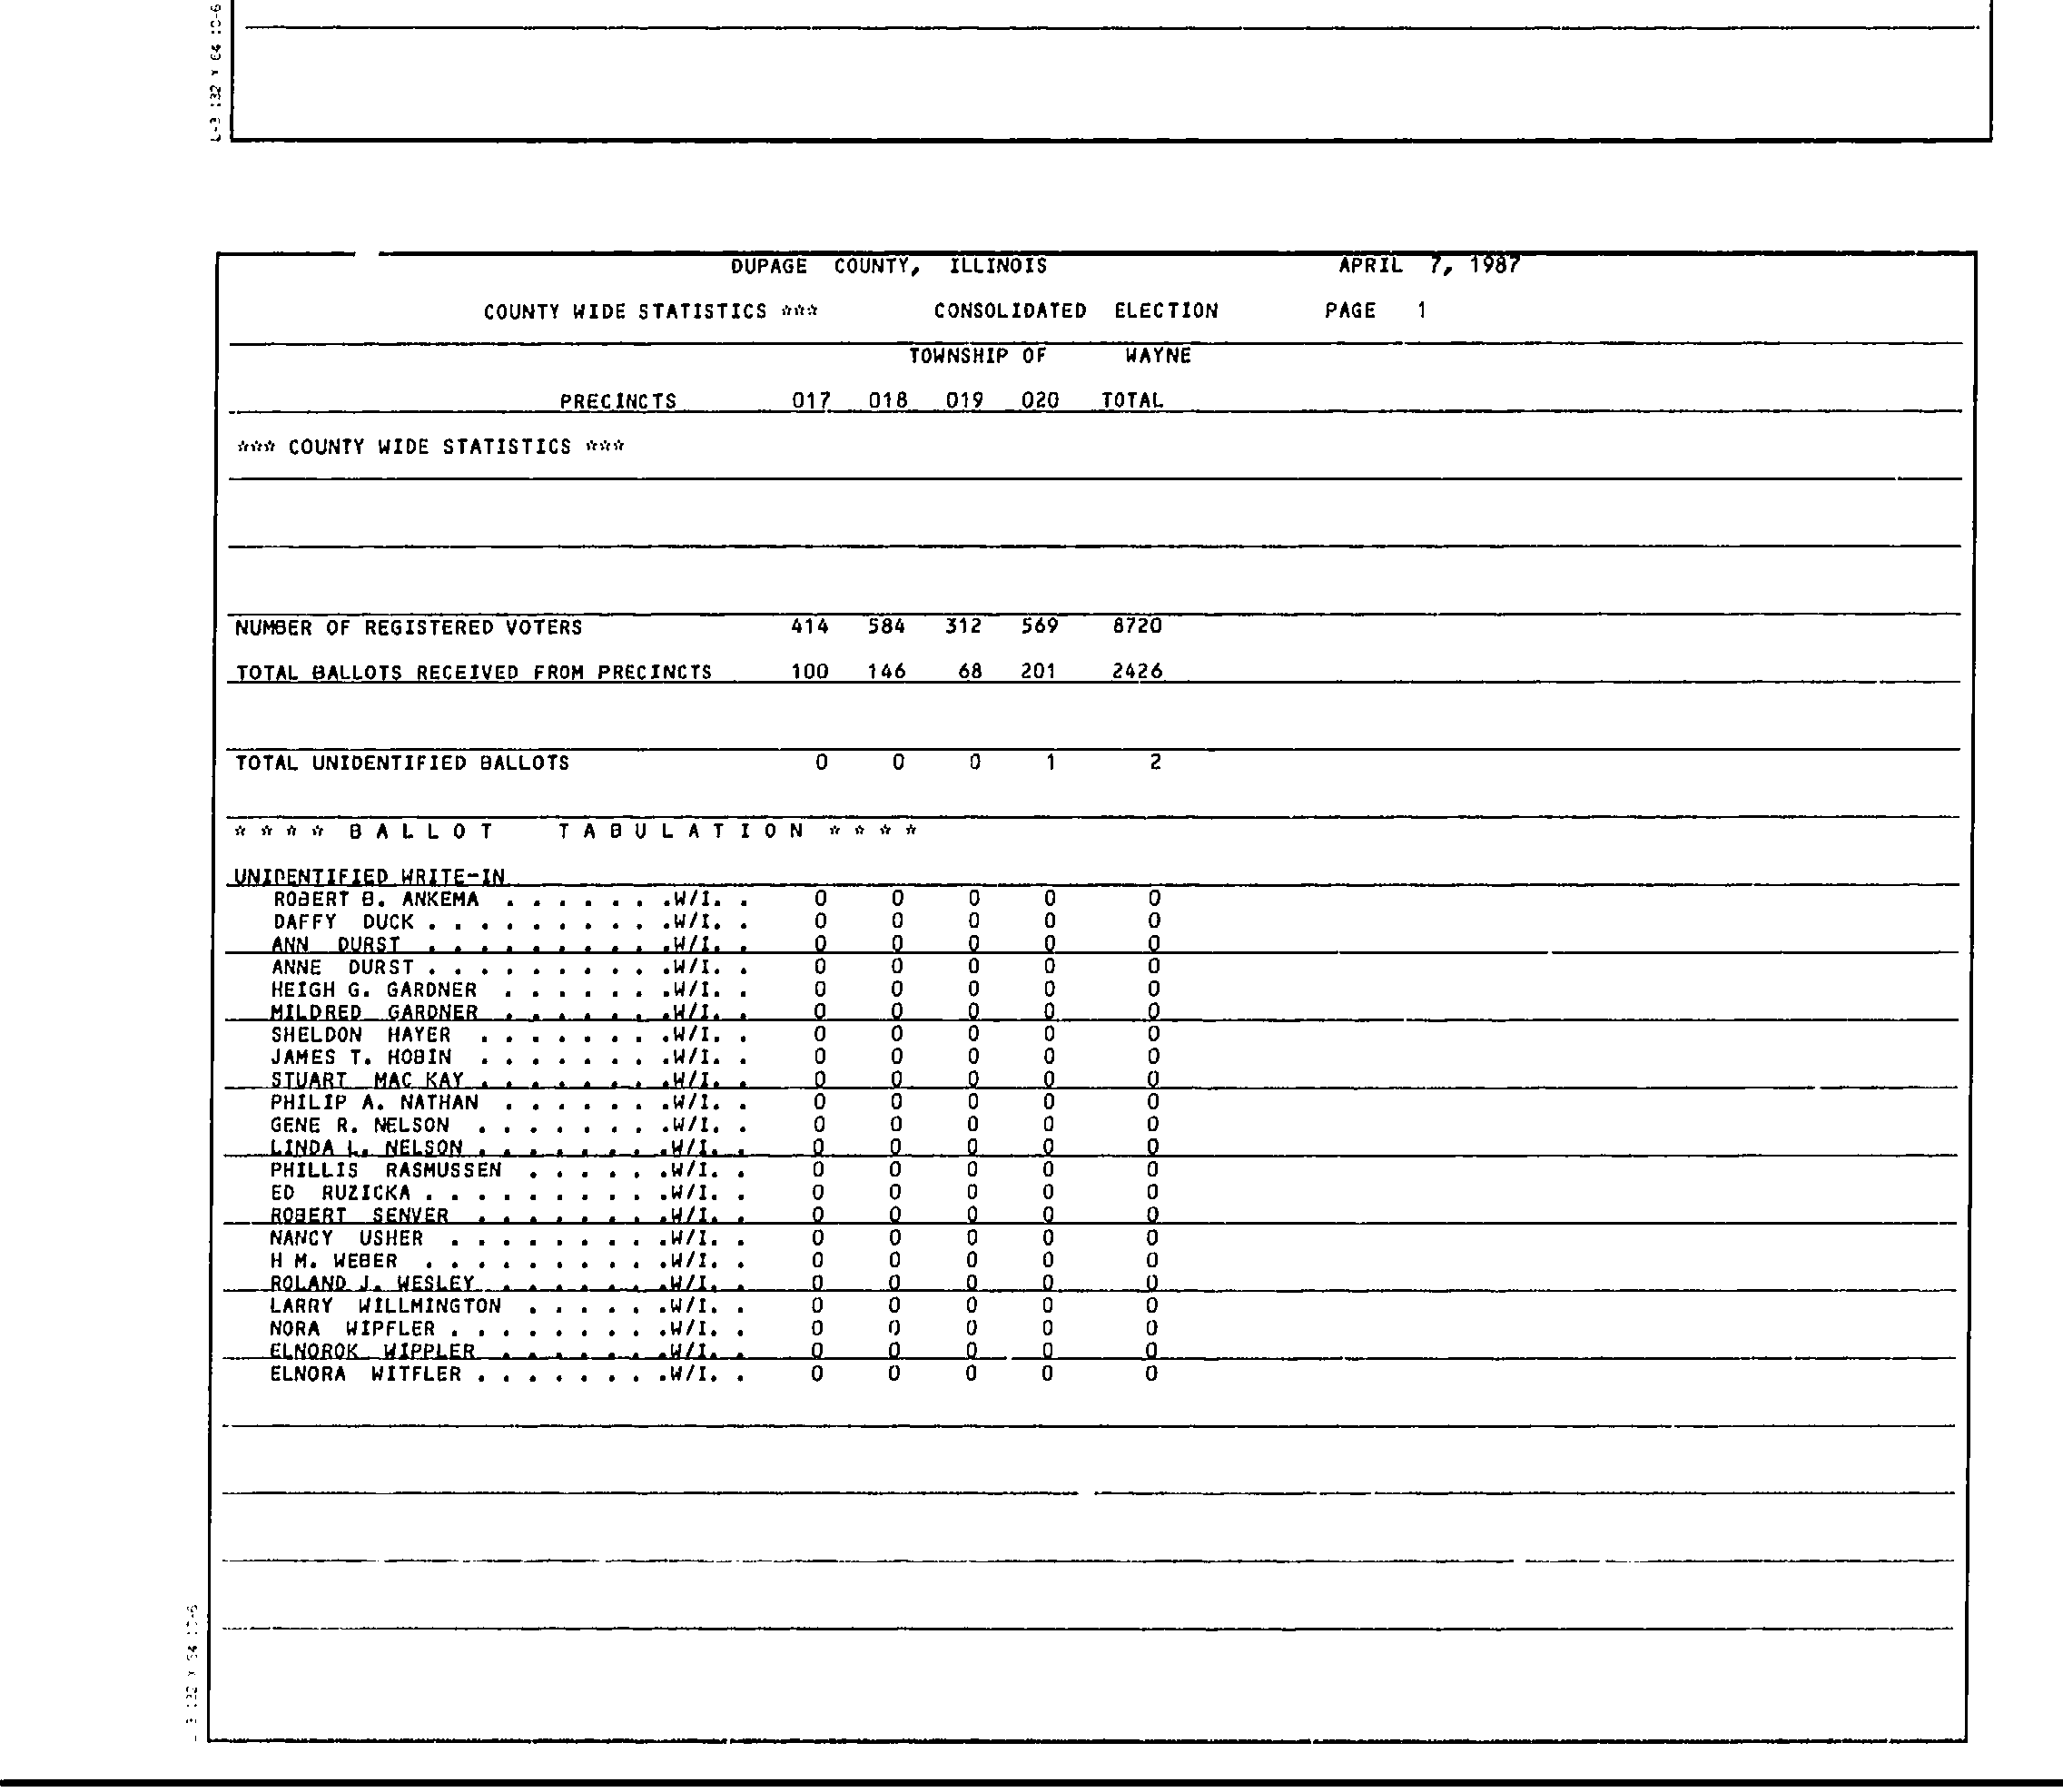 L-3 132 Y 64 10-6
DUPAGE COUNTY, ILLINOIS APRIL 7, 1987
COUNTY WIDE STATISTICS *** CONSOLIDATED ELECTION PAGE 1
TOWNSHIP OF WAYNE
PRECINCTS 017 018 019 020 TOTAL
*** COUNTY WIDE STATISTICS ***
NUMBER OF REGISTERED VOTERS 414 584 312 569 8720
TOTAL BALLOTS RECEIVED FROM PRECINCTS 100 146 68 201 2426
TOTAL UNIDENTIFIED BALLOTS 0 0 0 1 2
* * * * B A L L O T T A B U L A T I O N * * * *
UNIDENTIFIED WRITE-IN
ROBERT B. ANKEMA . . . . . . .W/I. . 0 0 0 0 0
DAFFY DUCK . . . . . . . . . .W/I. . 0 0 0 0 0
ANN DURST . . . . . . . . . .W/I. . 0 0 0 0 0
ANNE DURST . . . . . . . . . .W/I. . 0 0 0 0 0
HEIGH G. GARDNER . . . . . . .W/I. . 0 0 0 0 0
MILDRED GARDNER . . . . . . .W/I. . 0 0 0 0 0
SHELDON HAYER . . . . . . . .W/I. . 0 0 0 0 0
JAMES T. HOBIN . . . . . . . .W/I. . 0 0 0 0 0
STUART MAC KAY . . . . . . . .W/I. . 0 0 0 0 0
PHILIP A. NATHAN . . . . . . .W/I. . 0 0 0 0 0
GENE R. NELSON . . . . . . . .W/I. . 0 0 0 0 0
LINDA L. NELSON . . . . . . . .W/I. . 0 0 0 0 0
PHILLIS RASMUSSEN . . . . . .W/I. . 0 0 0 0 0
ED RUZICKA . . . . . . . . . .W/I. . 0 0 0 0 0
ROBERT SENVER . . . . . . . .W/I. . 0 0 0 0 0
NANCY USHER . . . . . . . . .W/I. . 0 0 0 0 0
H M. WEBER . . . . . . . . . .W/I. . 0 0 0 0 0
ROLAND J. WESLEY . . . . . . .W/I. . 0 0 0 0 0
LARRY WILLMINGTON . . . . . .W/I. . 0 0 0 0 0
NORA WIPFLER . . . . . . . . .W/I. . 0 0 0 0 0
ELNOROK WIPPLER . . . . . . .W/I. . 0 0 0 0 0
ELNORA WITFLER . . . . . . . .W/I. . 0 0 0 0 0